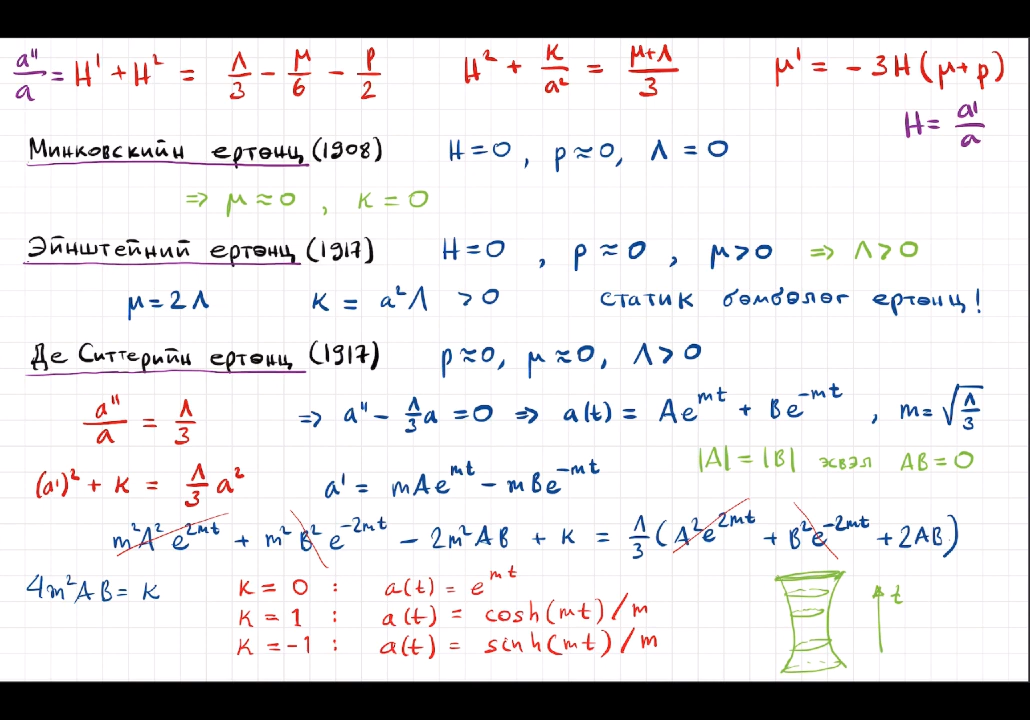 a''/a = H' + H² = Λ/3 − μ/6 − p/2    H² + K/a² = (μ+Λ)/3    μ' = −3H(μ+p)
H = a'/a
Минковскийн ертөнц (1908)    H=0, p≈0, Λ=0
⇒ μ≈0, K=0
Эйнштейний ертөнц (1917)    H=0, p≈0, μ>0 ⇒ Λ>0
μ=2Λ    K = a²Λ >0    статик бөмбөлөг ертөнц!
Де Ситтерийн ертөнц (1917)    p≈0, μ≈0, Λ>0
a''/a = Λ/3    ⇒ a'' − Λ/3 a = 0 ⇒ a(t) = Ae^{mt} + Be^{−mt}, m=√(Λ/3)
|A| = |B| эсвэл AB=0
(a')² + K = Λ/3 a²    a' = mAe^{mt} − mBe^{−mt}
m²A²e^{2mt} + m²B²e^{−2mt} − 2m²AB + K = Λ/3 (A²e^{2mt} + B²e^{−2mt} + 2AB)
4m²AB = K    K = 0 : a(t) = e^{mt}
K = 1 : a(t) = cosh(mt)/m
K = −1 : a(t) = sinh(mt)/m
t